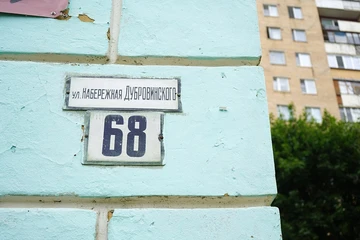 ул. НАБЕРЕЖНАЯ ДУБРОВИНСКОГО
68